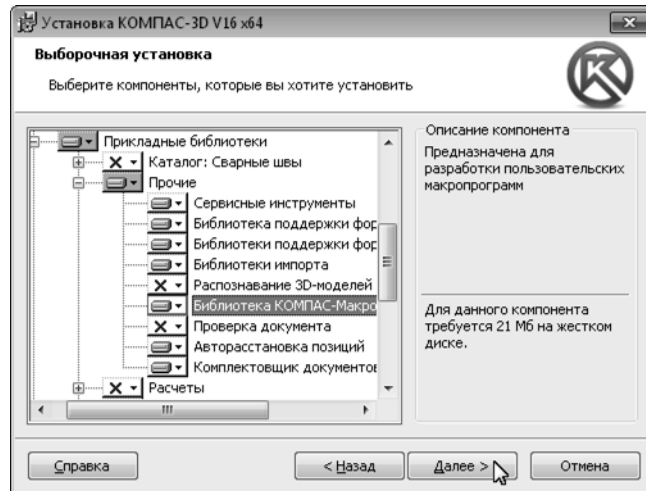 Установка КОМПАС-3D V16 x64
Выборочная установка
Выберите компоненты, которые вы хотите установить
Прикладные библиотеки
Каталог: Сварные швы
Прочие
Сервисные инструменты
Библиотека поддержки фор
Библиотеки поддержки фор
Библиотеки импорта
Распознавание 3D-моделей
Библиотека КОМПАС-Макро
Проверка документа
Авторасстановка позиций
Комплектовщик документов
Расчеты
Описание компонента
Предназначена для
разработки пользовательских
макропрограмм
Для данного компонента
требуется 21 Мб на жестком
диске.
Справка
< Назад
Далее >
Отмена